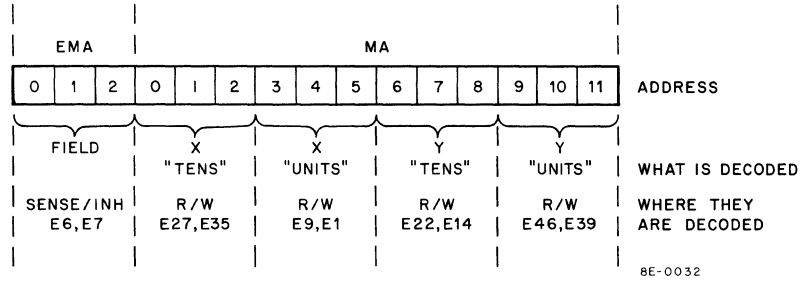 EMA MA
0 1 2 0 1 2 3 4 5 6 7 8 9 10 11 ADDRESS
FIELD X X Y Y
"TENS" "UNITS" "TENS" "UNITS" WHAT IS DECODED
SENSE/INH R/W R/W R/W R/W WHERE THEY
E6,E7 E27,E35 E9,E1 E22,E14 E46,E39 ARE DECODED
8E-0032